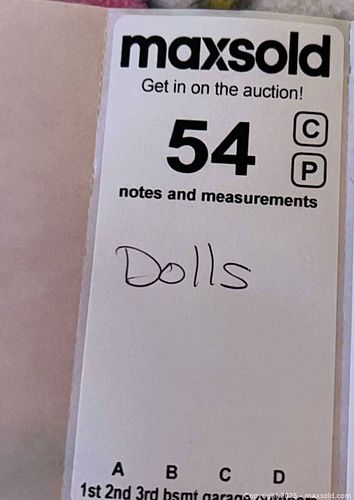 maxsold
Get in on the auction!
54
C
P
notes and measurements
Dolls
A B C D
1st 2nd 3rd bsmt garage
Copyright 2025 - maxsold.com